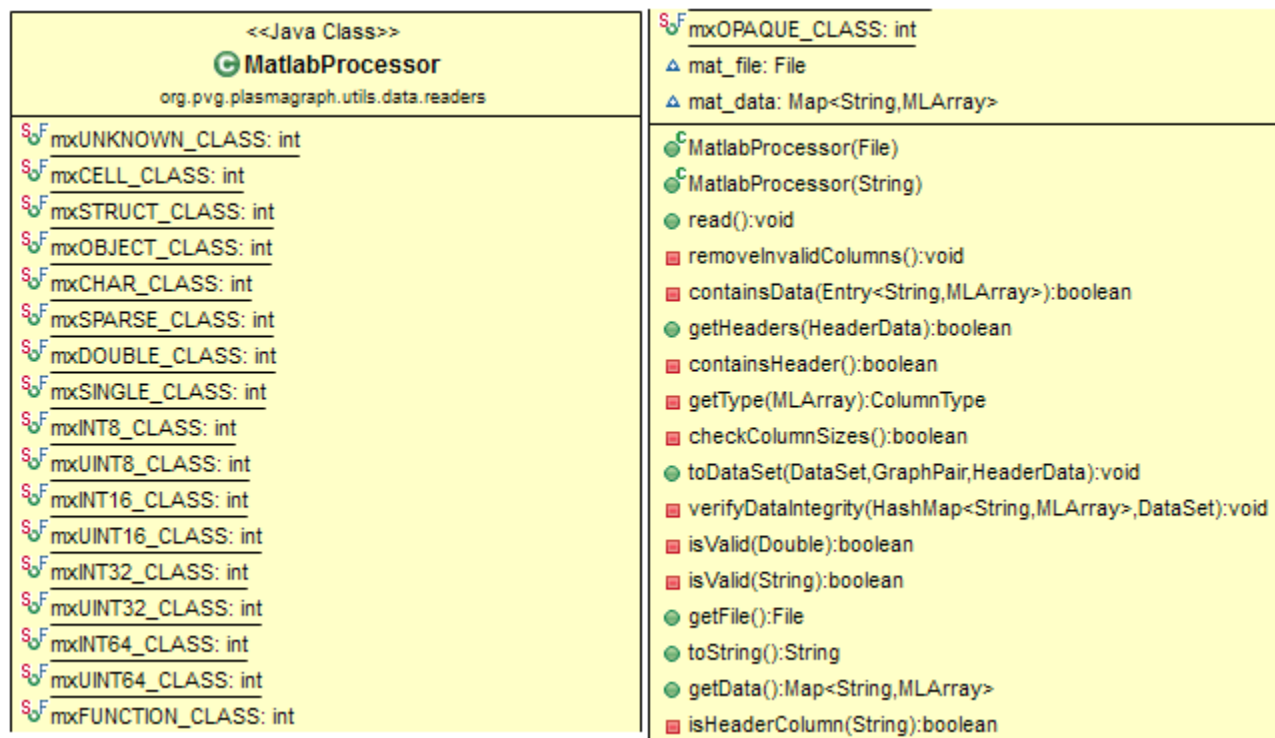 <<Java Class>>
MatlabProcessor
org.pvg.plasmagraph.utils.data.readers
mxUNKNOWN_CLASS: int
mxCELL_CLASS: int
mxSTRUCT_CLASS: int
mxOBJECT_CLASS: int
mxCHAR_CLASS: int
mxSPARSE_CLASS: int
mxDOUBLE_CLASS: int
mxSINGLE_CLASS: int
mxINT8_CLASS: int
mxUINT8_CLASS: int
mxINT16_CLASS: int
mxUINT16_CLASS: int
mxINT32_CLASS: int
mxUINT32_CLASS: int
mxINT64_CLASS: int
mxUINT64_CLASS: int
mxFUNCTION_CLASS: int
mxOPAQUE_CLASS: int
mat_file: File
mat_data: Map<String,MLArray>
MatlabProcessor(File)
MatlabProcessor(String)
read():void
removeInvalidColumns():void
containsData(Entry<String,MLArray>):boolean
getHeaders(HeaderData):boolean
containsHeader():boolean
getType(MLArray):ColumnType
checkColumnSizes():boolean
toDataSet(DataSet,GraphPair,HeaderData):void
verifyDataIntegrity(HashMap<String,MLArray>,DataSet):void
isValid(Double):boolean
isValid(String):boolean
getFile():File
toString():String
getData():Map<String,MLArray>
isHeaderColumn(String):boolean